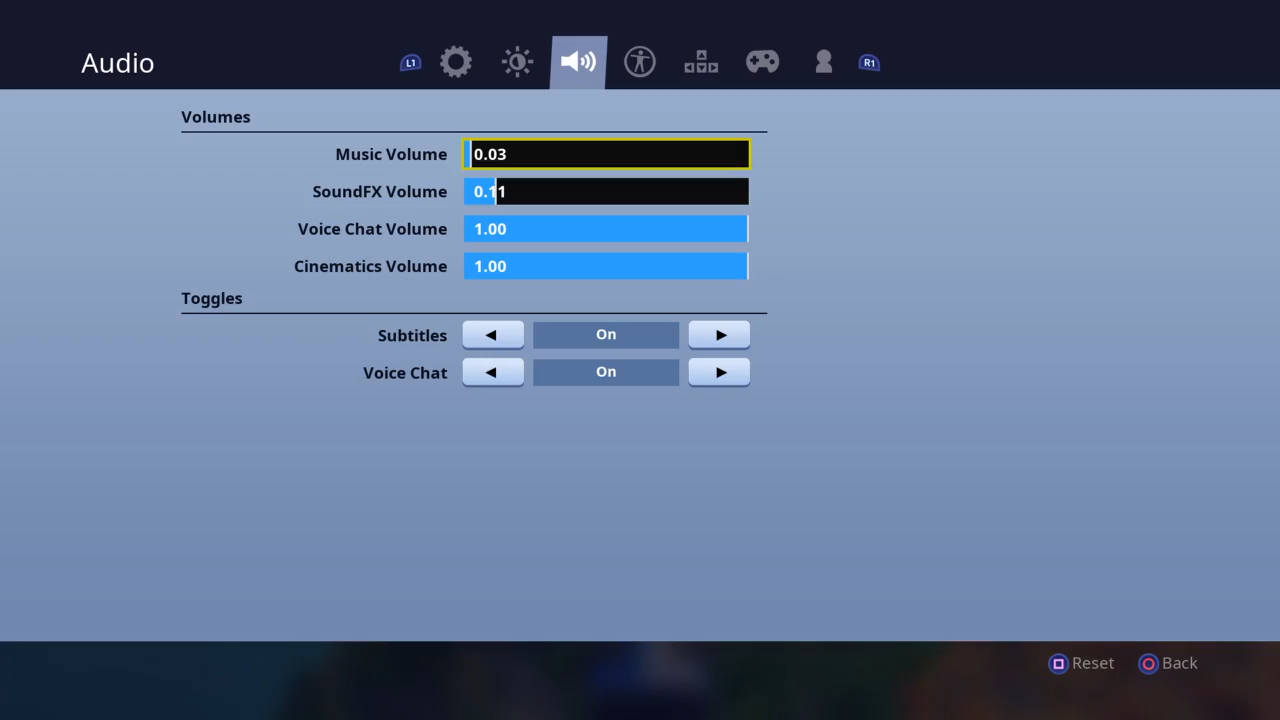 Audio
L1
R1
Volumes
Music Volume 0.03
SoundFX Volume 0.11
Voice Chat Volume 1.00
Cinematics Volume 1.00
Toggles
Subtitles On
Voice Chat On
Reset Back